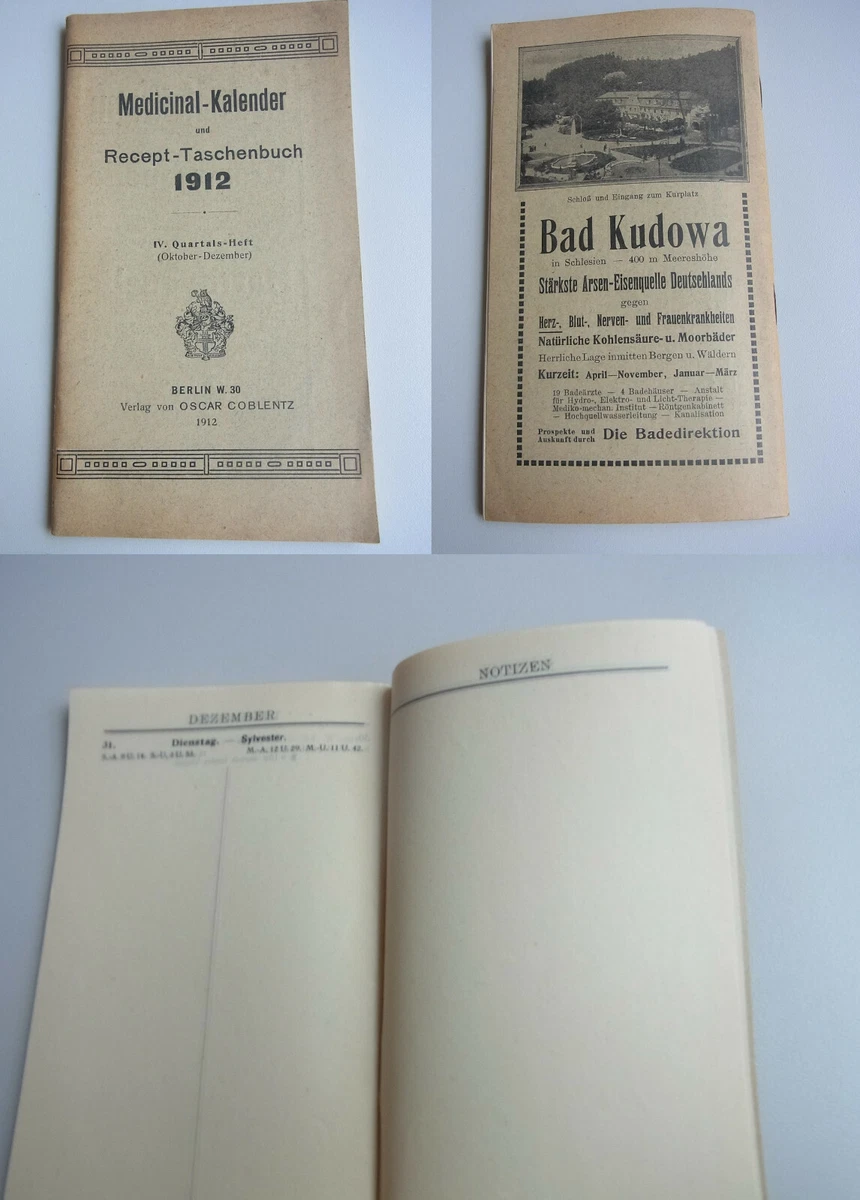 Medicinal-Kalender
und
Recept-Taschenbuch
1912
IV. Quartals-Heft
(Oktober-Dezember)
BERLIN W. 30
Verlag von OSCAR COBLENTZ
1912
Schloß und Eingang zum Kurplatz
Bad Kudowa
in Schlesien — 400 m Meereshöhe
Stärkste Arsen-Eisenquelle Deutschlands
gegen
Herz-, Blut-, Nerven- und Frauenkrankheiten
Natürliche Kohlensäure- u. Moorbäder
Herrliche Lage inmitten Bergen u. Wäldern
Kurzeit: April—November, Januar—März
19 Badeärzte — 4 Badehäuser — Anstalt
für Hydro-, Elektro- und Licht-Therapie —
Mediko-mechan. Institut — Röntgenkabinett
— Hochquellwasserleitung — Kanalisation
Prospekte und
Auskunft durch Die Badedirektion
DEZEMBER
31. Dienstag. — Sylvester.
M.-A. 12 U. 29. M.-U. 11 U. 42.
NOTIZEN